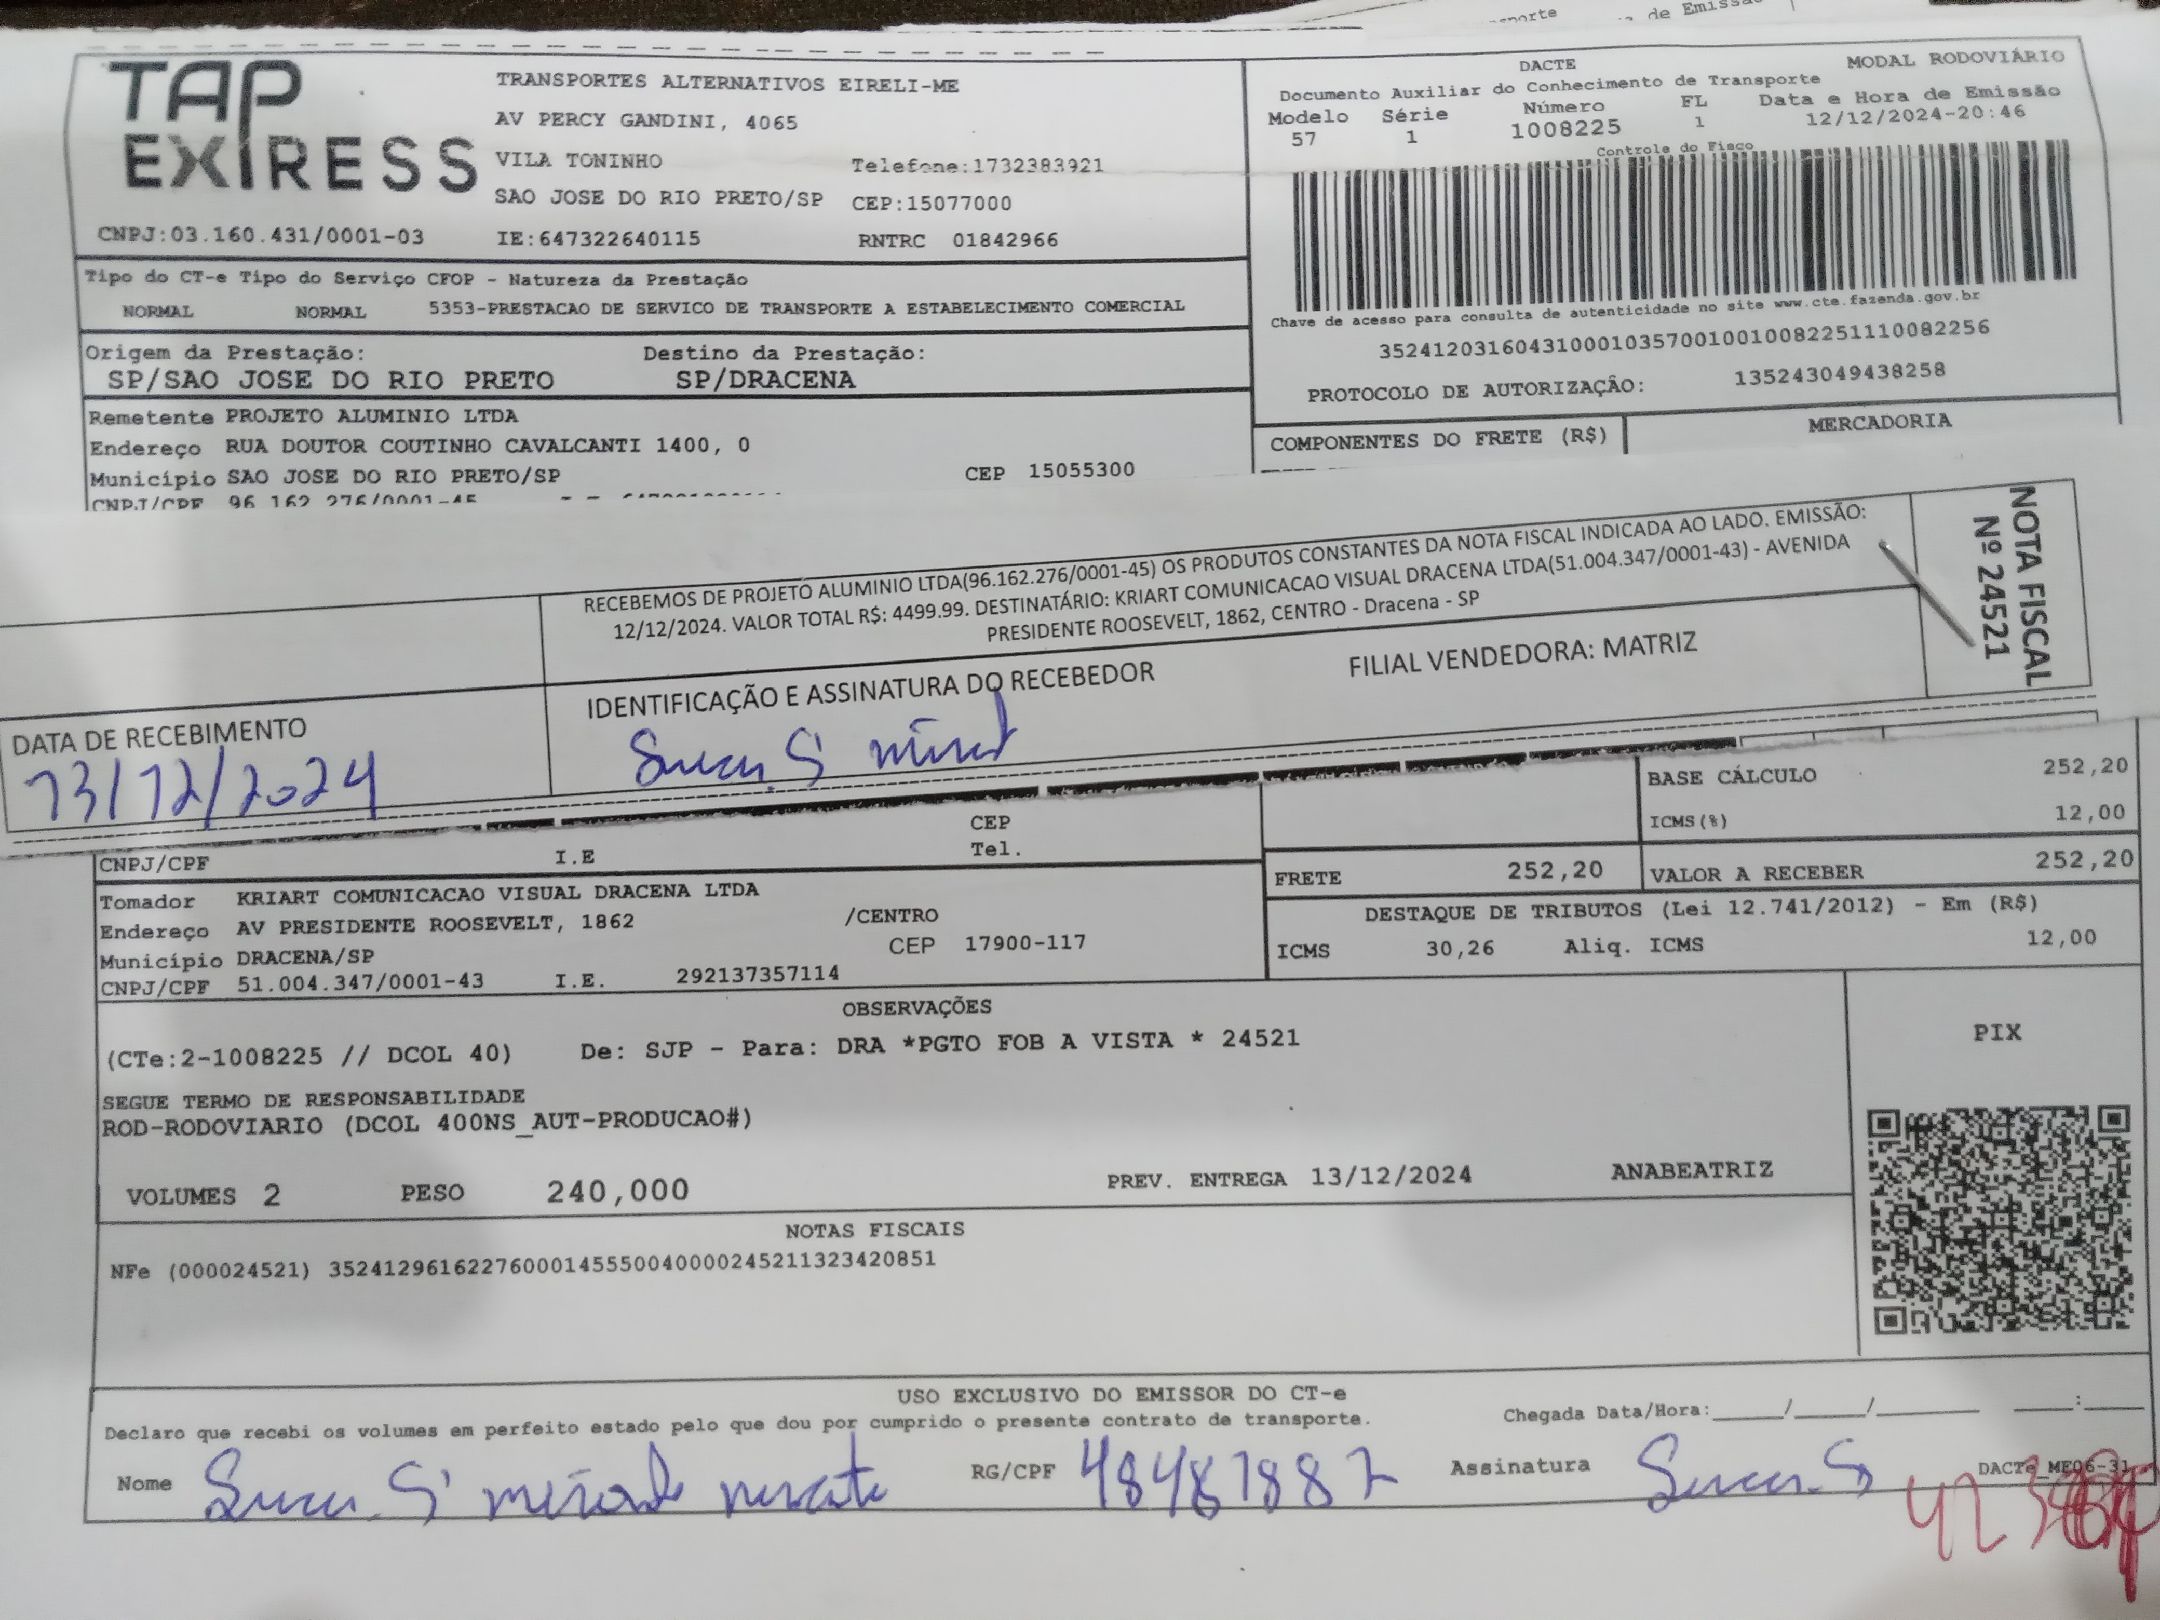 TAP
EXPRESS
TRANSPORTES ALTERNATIVOS EIRELI-ME
AV PERCY GANDINI, 4065
VILA TONINHO Telefone:1732383921
SAO JOSE DO RIO PRETO/SP CEP:15077000
CNPJ:03.160.431/0001-03 IE:647322640115 RNTRC 01842966
DACTE MODAL RODOVIÁRIO
Documento Auxiliar do Conhecimento de Transporte
Modelo Série Número FL Data e Hora de Emissão
57 1 1008225 1 12/12/2024-20:46
Controle do Fisco
Chave de acesso para consulta de autenticidade no site www.cte.fazenda.gov.br
35241203160431000103570010010082251110082256
PROTOCOLO DE AUTORIZAÇÃO: 135243049438258
Tipo do CT-e Tipo do Serviço CFOP - Natureza da Prestação
NORMAL NORMAL 5353-PRESTACAO DE SERVICO DE TRANSPORTE A ESTABELECIMENTO COMERCIAL
Origem da Prestação: Destino da Prestação:
SP/SAO JOSE DO RIO PRETO SP/DRACENA
Remetente PROJETO ALUMINIO LTDA
Endereço RUA DOUTOR COUTINHO CAVALCANTI 1400, 0
Município SAO JOSE DO RIO PRETO/SP CEP 15055300
CNPJ/CPF 96.162.276/0001-45
COMPONENTES DO FRETE (R$) MERCADORIA
RECEBEMOS DE PROJETO ALUMINIO LTDA(96.162.276/0001-45) OS PRODUTOS CONSTANTES DA NOTA FISCAL INDICADA AO LADO. EMISSÃO:
12/12/2024. VALOR TOTAL R$: 4499.99. DESTINATÁRIO: KRIART COMUNICACAO VISUAL DRACENA LTDA(51.004.347/0001-43) - AVENIDA
PRESIDENTE ROOSEVELT, 1862, CENTRO - Dracena - SP
NOTA FISCAL
Nº 24521
DATA DE RECEBIMENTO
13/12/2024
IDENTIFICAÇÃO E ASSINATURA DO RECEBEDOR FILIAL VENDEDORA: MATRIZ
BASE CÁLCULO 252,20
ICMS(%) 12,00
CEP
CNPJ/CPF I.E Tel.
FRETE 252,20 VALOR A RECEBER 252,20
Tomador KRIART COMUNICACAO VISUAL DRACENA LTDA
Endereço AV PRESIDENTE ROOSEVELT, 1862 /CENTRO
Município DRACENA/SP CEP 17900-117
CNPJ/CPF 51.004.347/0001-43 I.E. 292137357114
DESTAQUE DE TRIBUTOS (Lei 12.741/2012) - Em (R$)
ICMS 30,26 Aliq. ICMS 12,00
OBSERVAÇÕES
(CTe:2-1008225 // DCOL 40) De: SJP - Para: DRA *PGTO FOB A VISTA * 24521
SEGUE TERMO DE RESPONSABILIDADE
ROD-RODOVIARIO (DCOL 400NS_AUT-PRODUCAO#)
VOLUMES 2 PESO 240,000 PREV. ENTREGA 13/12/2024 ANABEATRIZ
PIX
NOTAS FISCAIS
NFe (000024521) 35241296162276000145550040000245211323420851
USO EXCLUSIVO DO EMISSOR DO CT-e
Declaro que recebi os volumes em perfeito estado pelo que dou por cumprido o presente contrato de transporte. Chegada Data/Hora:_____/_____/________ _____:_____
Nome RG/CPF 48481887 Assinatura
DACTe_ME06-31